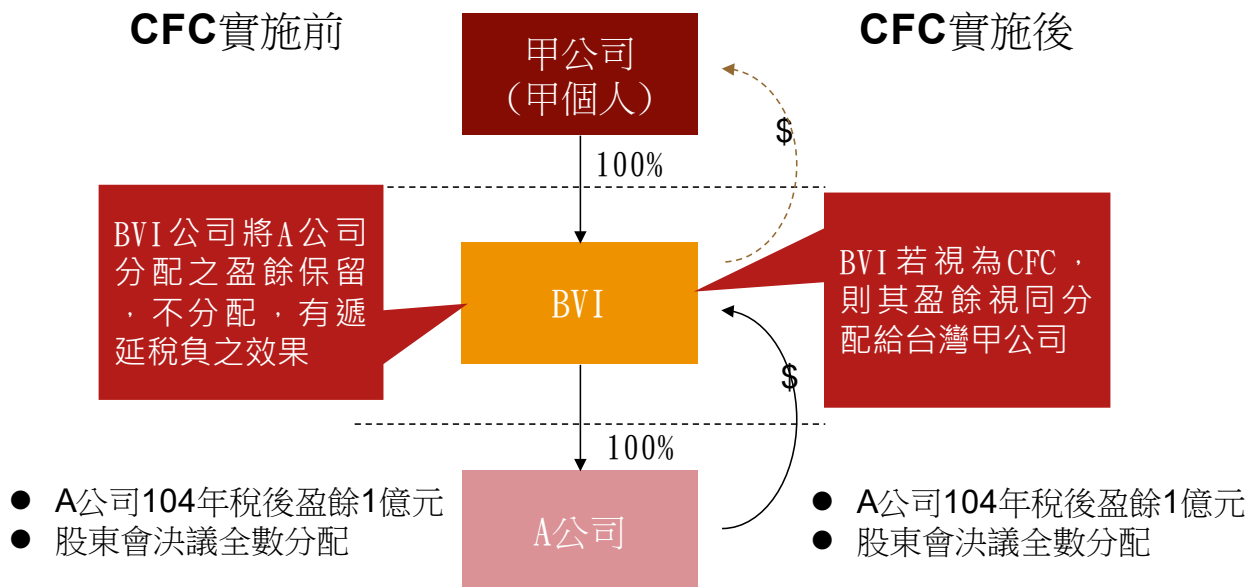 CFC實施前
CFC實施後
甲公司
（甲個人）
$
100%
BVI公司將A公司
分配之盈餘保留
，不分配，有遞
延稅負之效果
BVI
BVI若視為CFC，
則其盈餘視同分
配給台灣甲公司
$
100%
● A公司104年稅後盈餘1億元
● 股東會決議全數分配
A公司
● A公司104年稅後盈餘1億元
● 股東會決議全數分配